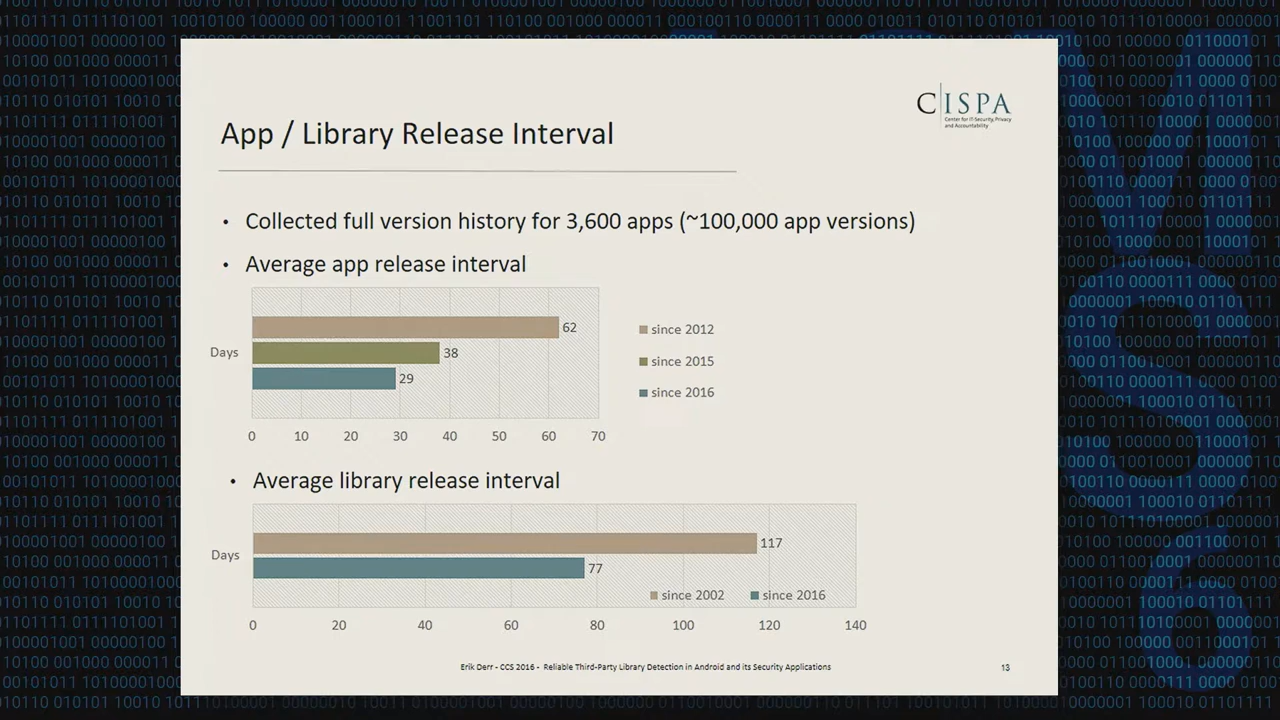 CISPA
Center for IT-Security, Privacy
and Accountability
App / Library Release Interval
• Collected full version history for 3,600 apps (~100,000 app versions)
• Average app release interval
62
since 2012
Days
38
since 2015
29
since 2016
0 10 20 30 40 50 60 70
• Average library release interval
117
Days
77
since 2002 since 2016
0 20 40 60 80 100 120 140
Erik Derr - CCS 2016 - Reliable Third-Party Library Detection in Android and its Security Applications
13